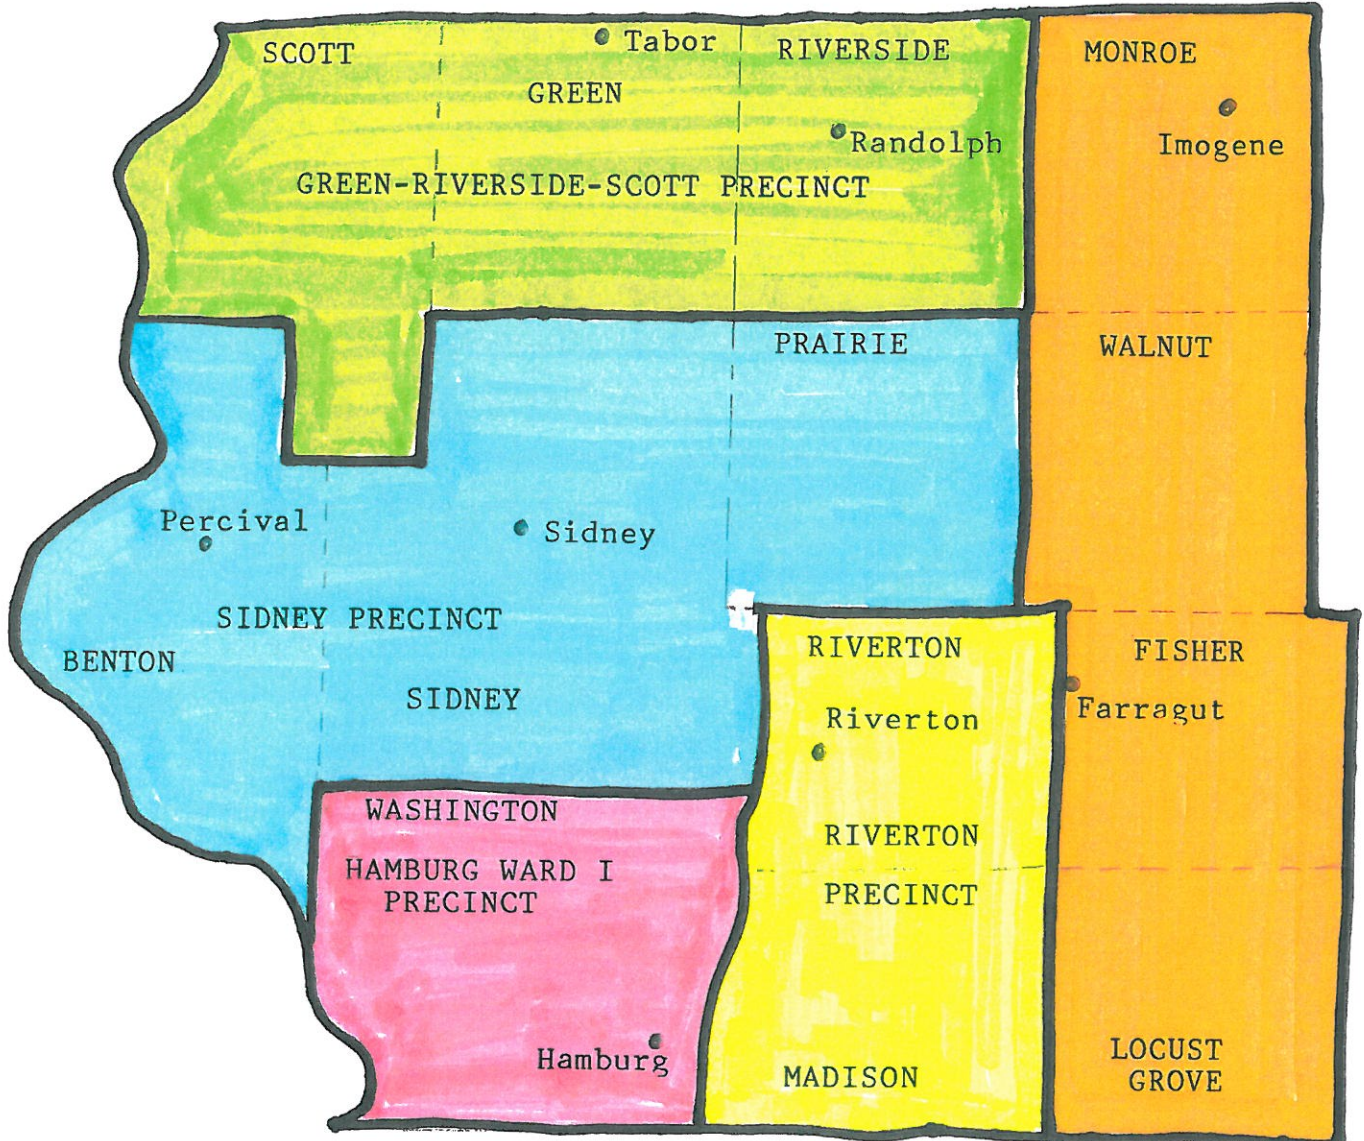 SCOTT
Tabor
RIVERSIDE
MONROE
GREEN
Randolph
Imogene
GREEN-RIVERSIDE-SCOTT PRECINCT
PRAIRIE
WALNUT
Percival
Sidney
SIDNEY PRECINCT
BENTON
SIDNEY
RIVERTON
FISHER
Riverton
Farragut
WASHINGTON
HAMBURG WARD I
PRECINCT
RIVERTON
PRECINCT
Hamburg
MADISON
LOCUST
GROVE